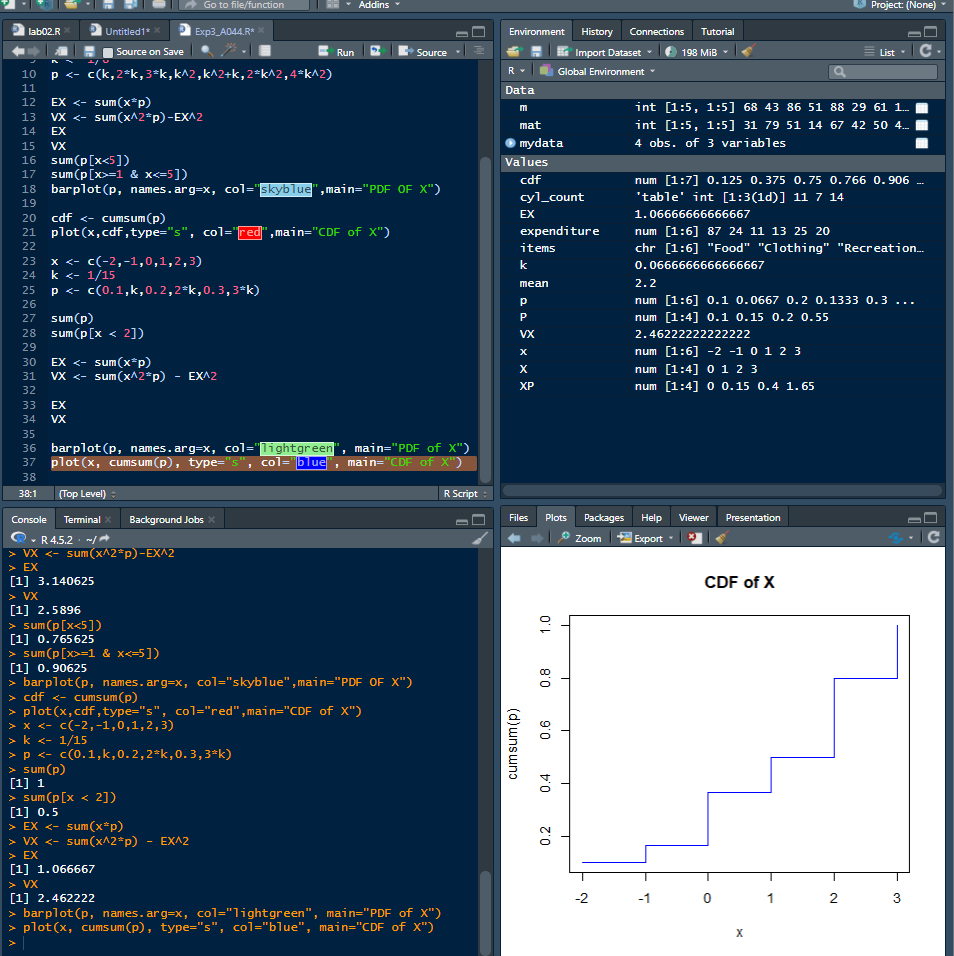 Go to file/function
Addins
Project: (None)
lab02.R
Untitled1*
Exp3_A044.R*
Source on Save
Run
Source
10 p <- c(k,2*k,3*k,k^2,k^2+k,2*k^2,4*k^2)
11
12 EX <- sum(x*p)
13 VX <- sum(x^2*p)-EX^2
14 EX
15 VX
16 sum(p[x<5])
17 sum(p[x>=1 & x<=5])
18 barplot(p, names.arg=x, col="skyblue",main="PDF OF X")
19
20 cdf <- cumsum(p)
21 plot(x,cdf,type="s", col="red",main="CDF of X")
22
23 x <- c(-2,-1,0,1,2,3)
24 k <- 1/15
25 p <- c(0.1,k,0.2,2*k,0.3,3*k)
26
27 sum(p)
28 sum(p[x < 2])
29
30 EX <- sum(x*p)
31 VX <- sum(x^2*p) - EX^2
32
33 EX
34 VX
35
36 barplot(p, names.arg=x, col="lightgreen", main="PDF of X")
37 plot(x, cumsum(p), type="s", col="blue", main="CDF of X")
38
38:1 (Top Level) R Script
Console Terminal Background Jobs
R 4.5.2 · ~/
> VX <- sum(x^2*p)-EX^2
> EX
[1] 3.140625
> VX
[1] 2.5896
> sum(p[x<5])
[1] 0.765625
> sum(p[x>=1 & x<=5])
[1] 0.90625
> barplot(p, names.arg=x, col="skyblue",main="PDF OF X")
> cdf <- cumsum(p)
> plot(x,cdf,type="s", col="red",main="CDF of X")
> x <- c(-2,-1,0,1,2,3)
> k <- 1/15
> p <- c(0.1,k,0.2,2*k,0.3,3*k)
> sum(p)
[1] 1
> sum(p[x < 2])
[1] 0.5
> EX <- sum(x*p)
> VX <- sum(x^2*p) - EX^2
> EX
[1] 1.066667
> VX
[1] 2.462222
> barplot(p, names.arg=x, col="lightgreen", main="PDF of X")
> plot(x, cumsum(p), type="s", col="blue", main="CDF of X")
>
Environment History Connections Tutorial
Import Dataset 198 MiB List
R Global Environment
Data
m int [1:5, 1:5] 68 43 86 51 88 29 61 1…
mat int [1:5, 1:5] 31 79 51 14 67 42 50 4…
mydata 4 obs. of 3 variables
Values
cdf num [1:7] 0.125 0.375 0.75 0.766 0.906 …
cyl_count 'table' int [1:3(1d)] 11 7 14
EX 1.06666666666667
expenditure num [1:6] 87 24 11 13 25 20
items chr [1:6] "Food" "Clothing" "Recreation…
k 0.0666666666666667
mean 2.2
p num [1:6] 0.1 0.0667 0.2 0.1333 0.3 ...
P num [1:4] 0.1 0.15 0.2 0.55
VX 2.46222222222222
x num [1:6] -2 -1 0 1 2 3
X num [1:4] 0 1 2 3
XP num [1:4] 0 0.15 0.4 1.65
Files Plots Packages Help Viewer Presentation
Zoom Export
CDF of X
cumsum(p)
1.0
0.8
0.6
0.4
0.2
-2 -1 0 1 2 3
x